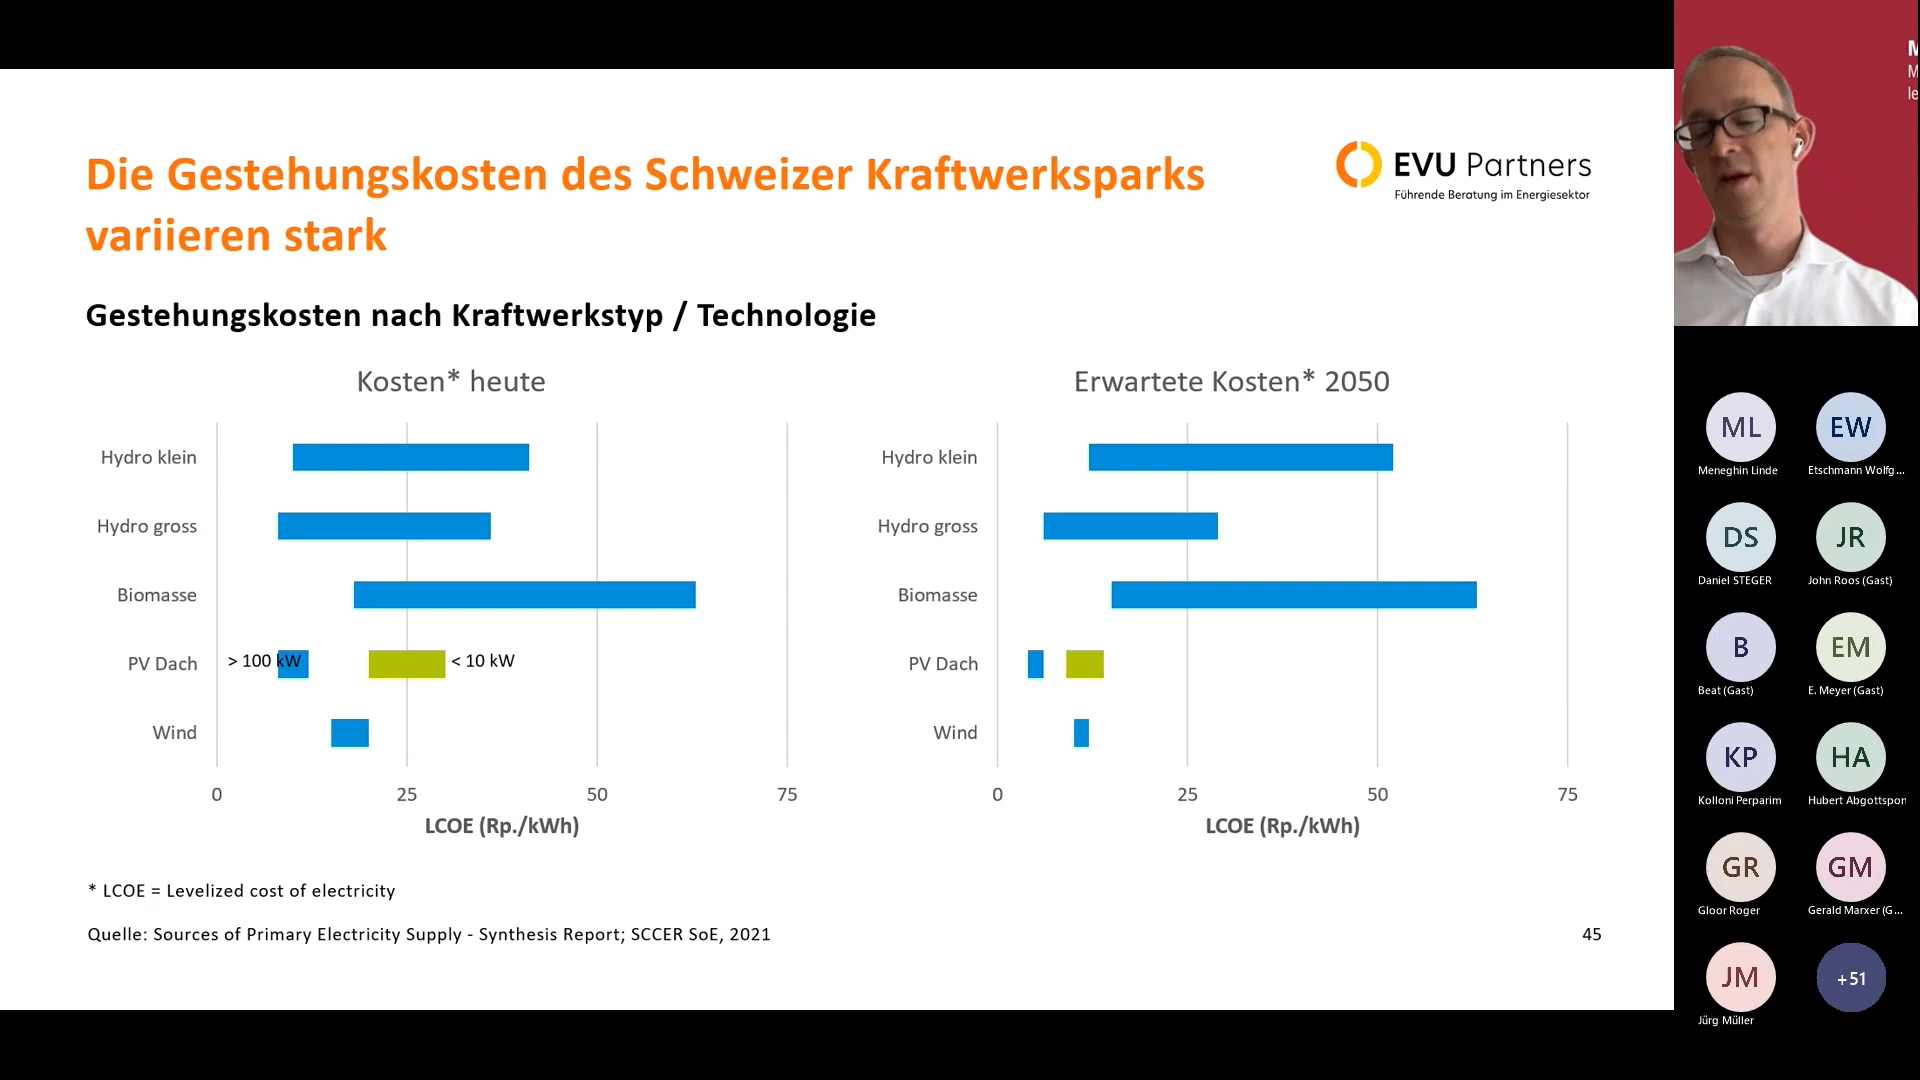 Die Gestehungskosten des Schweizer Kraftwerksparks
variieren stark
EVU Partners
Führende Beratung im Energiesektor
Gestehungskosten nach Kraftwerkstyp / Technologie
Kosten* heute
Hydro klein
Hydro gross
Biomasse
PV Dach
> 100 kW
< 10 kW
Wind
0 25 50 75
LCOE (Rp./kWh)
Erwartete Kosten* 2050
Hydro klein
Hydro gross
Biomasse
PV Dach
Wind
0 25 50 75
LCOE (Rp./kWh)
* LCOE = Levelized cost of electricity
Quelle: Sources of Primary Electricity Supply - Synthesis Report; SCCER SoE, 2021
45
M
le
ML
Meneghin Linde
EW
Etschmann Wolfg...
DS
Daniel STEGER
JR
John Roos (Gast)
B
Beat (Gast)
EM
E. Meyer (Gast)
KP
Kolloni Perparim
HA
Hubert Abgottspon
GR
Gloor Roger
GM
Gerald Marxer (G...
JM
Jürg Müller
+51